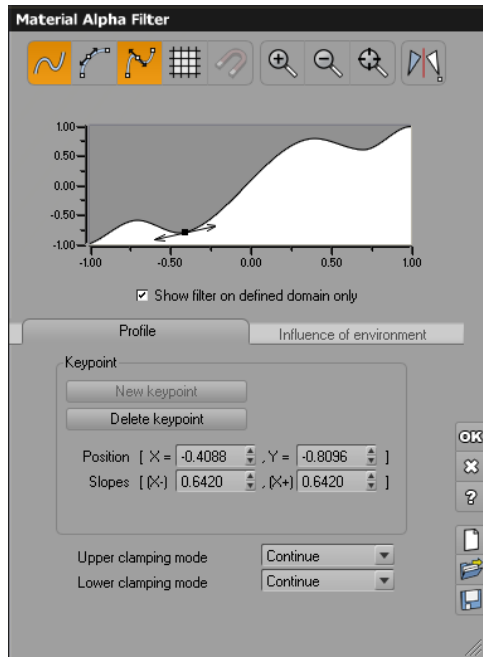 Material Alpha Filter
1.00
0.50
0.00
-0.50
-1.00
-1.00 -0.50 0.00 0.50 1.00
Show filter on defined domain only
Profile Influence of environment
Keypoint
New keypoint
Delete keypoint
Position [ X = -0.4088 , Y = -0.8096 ]
Slopes [ (X-) 0.6420 , (X+) 0.6420 ]
OK
?
Upper clamping mode Continue
Lower clamping mode Continue